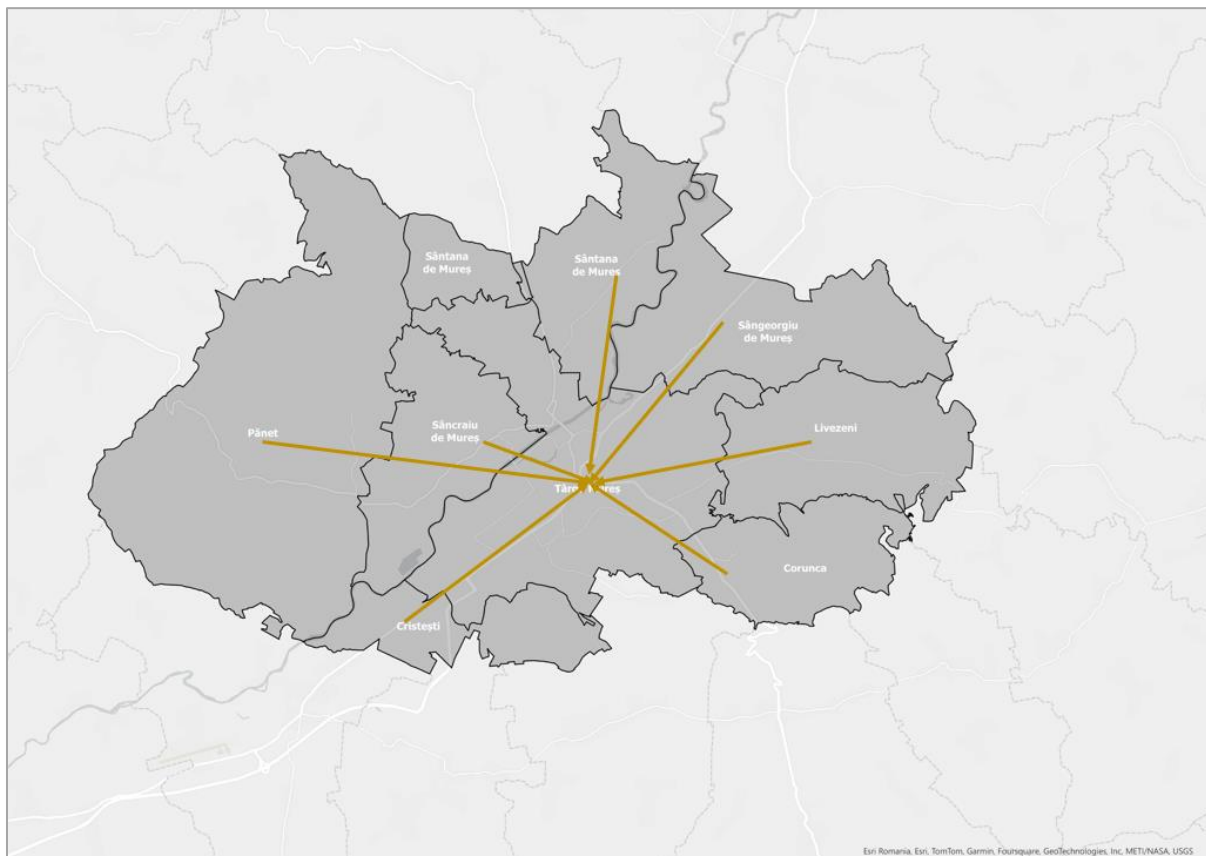 Sântana
de Mureș
Sântana
de Mureș
Sângeorgiu
de Mureș
Pănet
Sâncraiu
de Mureș
Livezeni
Mureș
Corunca
Cristești
Esri Romania, Esri, TomTom, Garmin, Foursquare, GeoTechnologies, Inc, METI/NASA, USGS